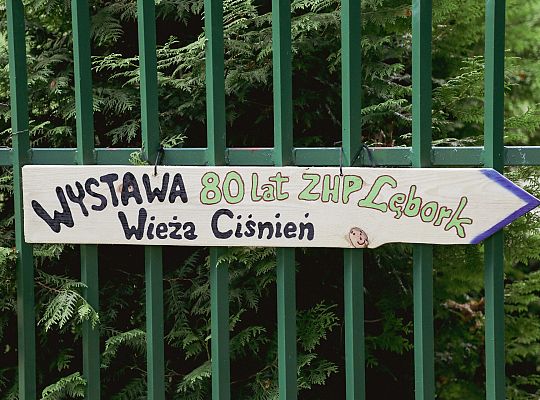 WYSTAWA 80 lat ZHP Lębork
Wieża Ciśnień